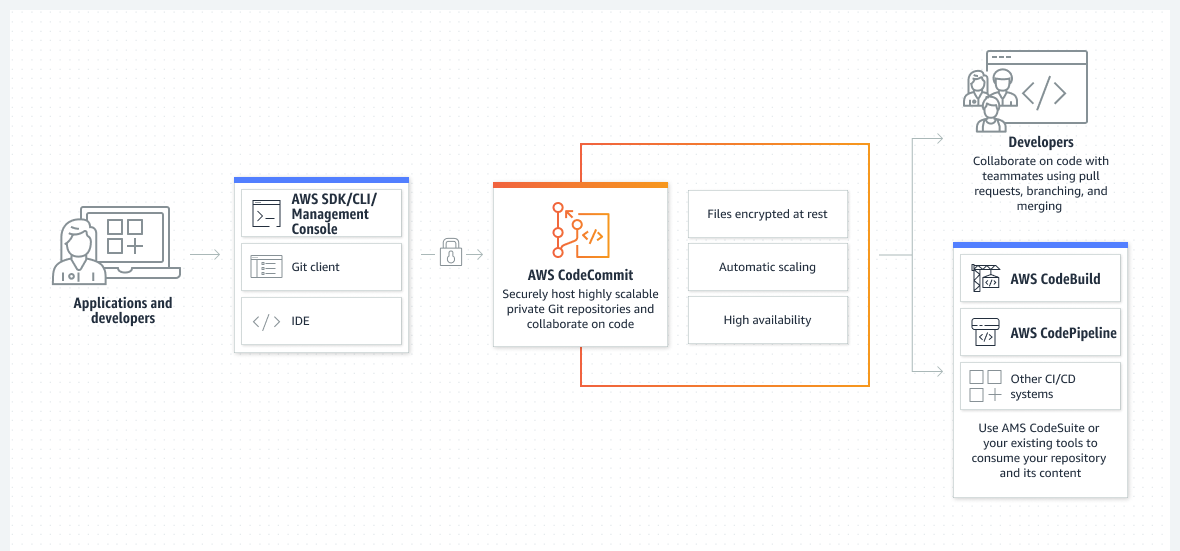 Applications and
developers
AWS SDK/CLI/
Management
Console
Git client
IDE
AWS CodeCommit
Securely host highly scalable
private Git repositories and
collaborate on code
Files encrypted at rest
Automatic scaling
High availability
Developers
Collaborate on code with
teammates using pull
requests, branching, and
merging
AWS CodeBuild
AWS CodePipeline
Other CI/CD
systems
Use AMS CodeSuite or
your existing tools to
consume your repository
and its content